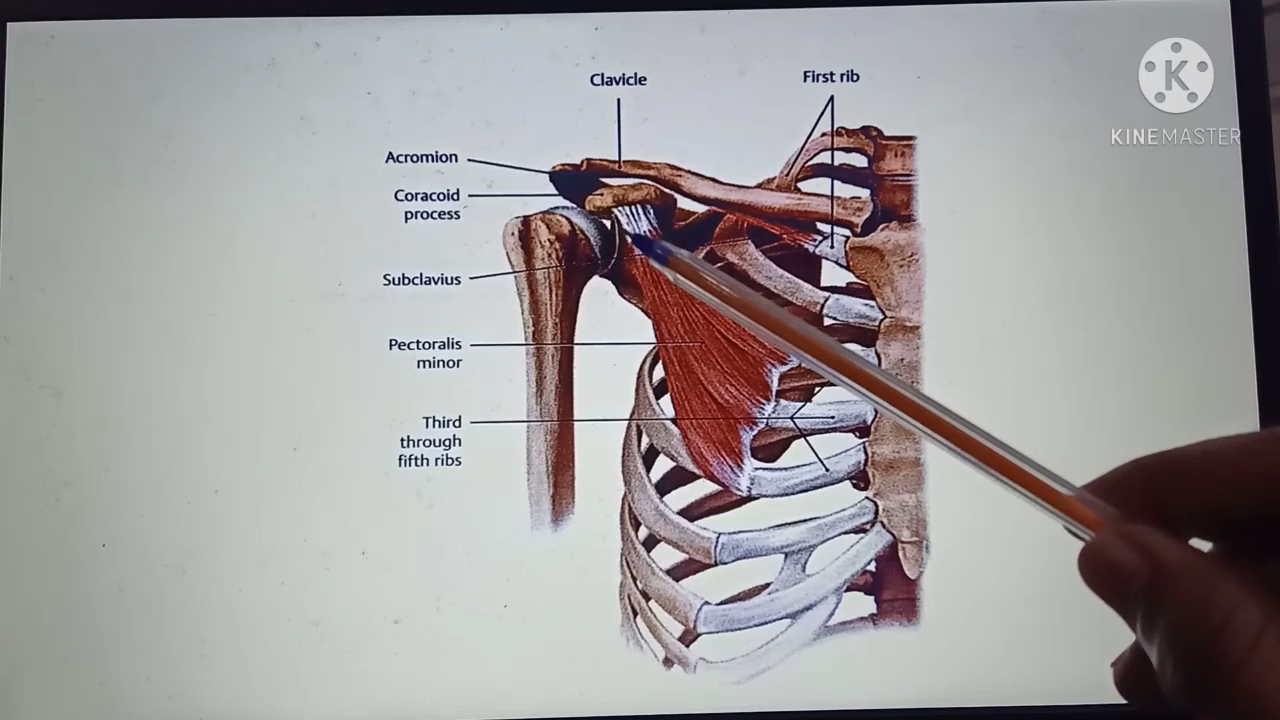 Clavicle
First rib
KINEMASTER
Acromion
Coracoid
process
Subclavius
Pectoralis
minor
Third
through
fifth ribs